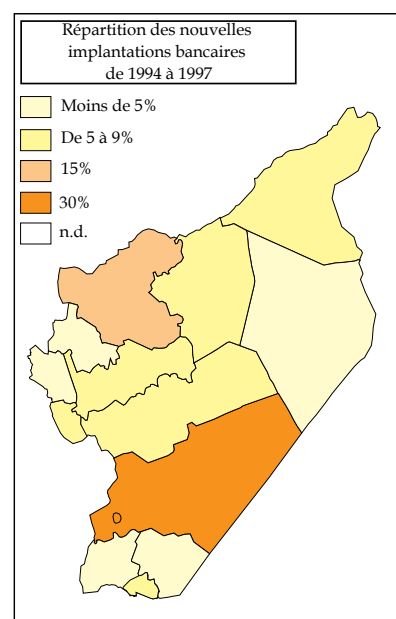 Répartition des nouvelles
implantations bancaires
de 1994 à 1997
Moins de 5%
De 5 à 9%
15%
30%
n.d.